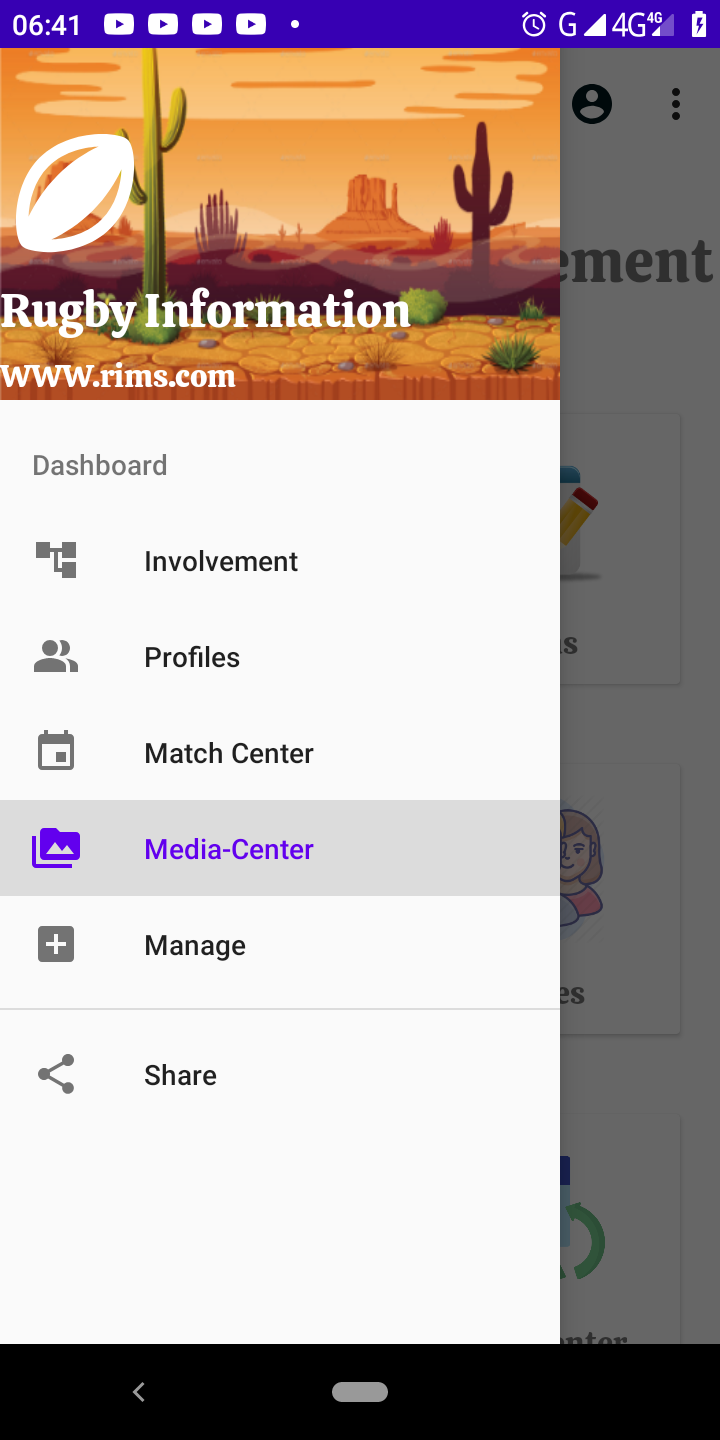 06:41
G 4G 4G
ement
Rugby Information
WWW.rims.com
Dashboard
Involvement
s
Profiles
Match Center
Media-Center
Manage
es
Share
nter